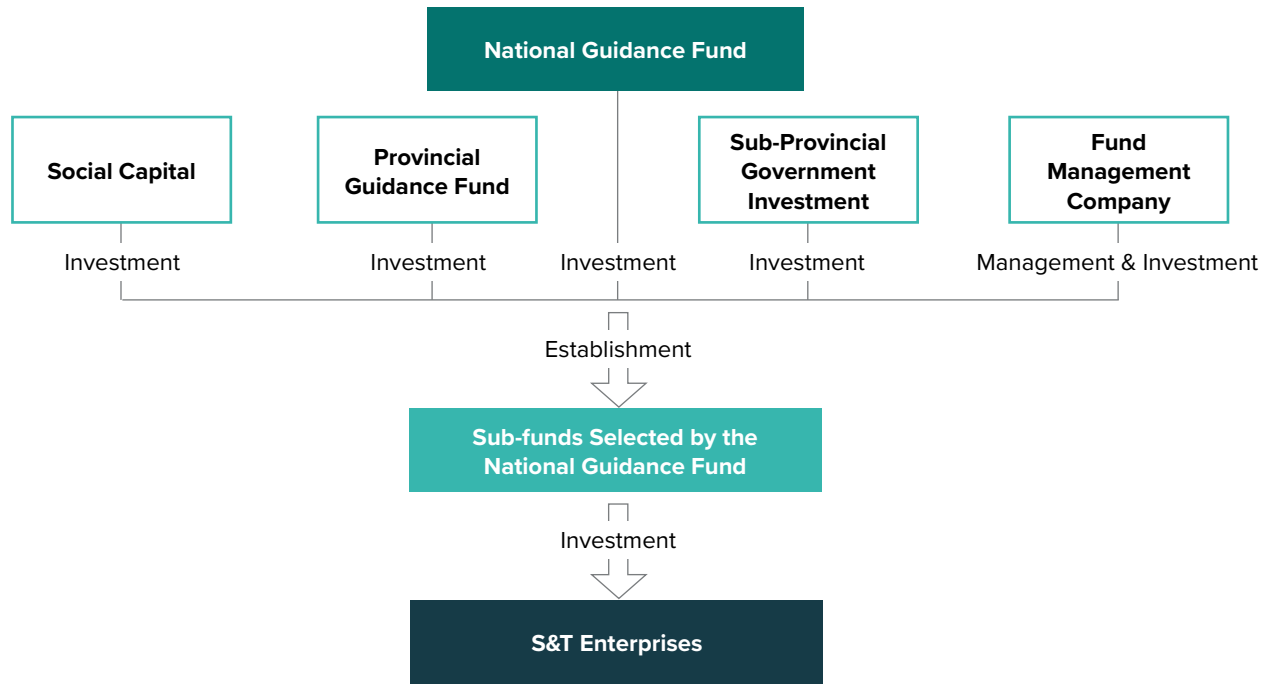 National Guidance Fund
Social Capital
Provincial
Guidance Fund
Sub-Provincial
Government
Investment
Fund
Management
Company
Investment
Investment
Investment
Investment
Management & Investment
Establishment
Sub-funds Selected by the
National Guidance Fund
Investment
S&T Enterprises